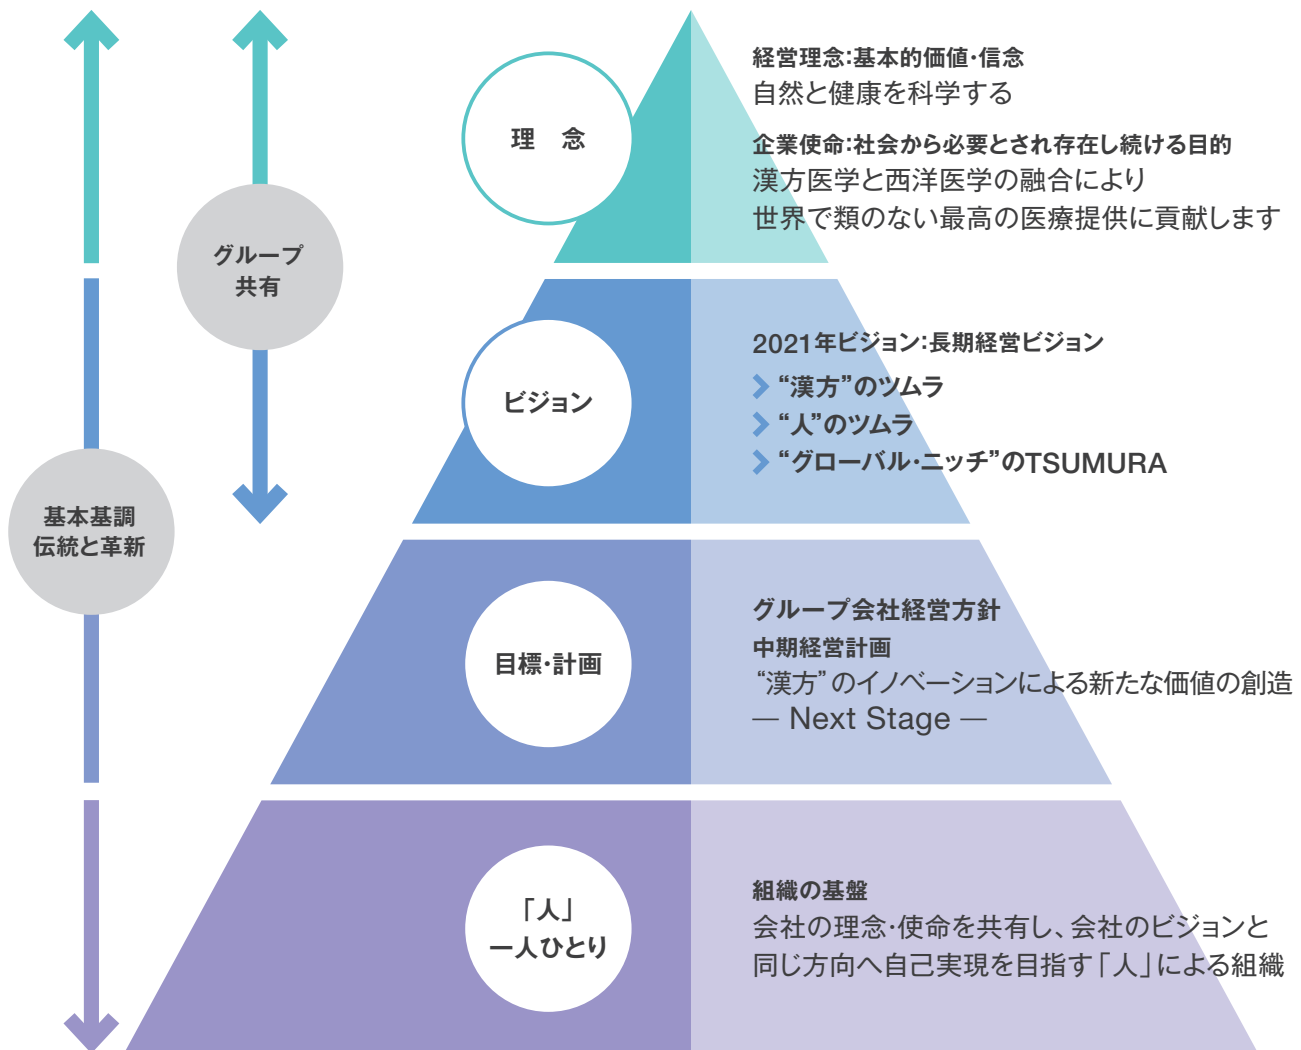 グループ
共有
基本基調
伝統と革新
理 念
経営理念:基本的価値・信念
自然と健康を科学する
企業使命:社会から必要とされ存在し続ける目的
漢方医学と西洋医学の融合により
世界で類のない最高の医療提供に貢献します
ビジョン
2021年ビジョン:長期経営ビジョン
“漢方”のツムラ
“人”のツムラ
“グローバル・ニッチ”のTSUMURA
目標・計画
グループ会社経営方針
中期経営計画
“漢方”のイノベーションによる新たな価値の創造
― Next Stage ―
「人」
一人ひとり
組織の基盤
会社の理念・使命を共有し、会社のビジョンと
同じ方向へ自己実現を目指す「人」による組織